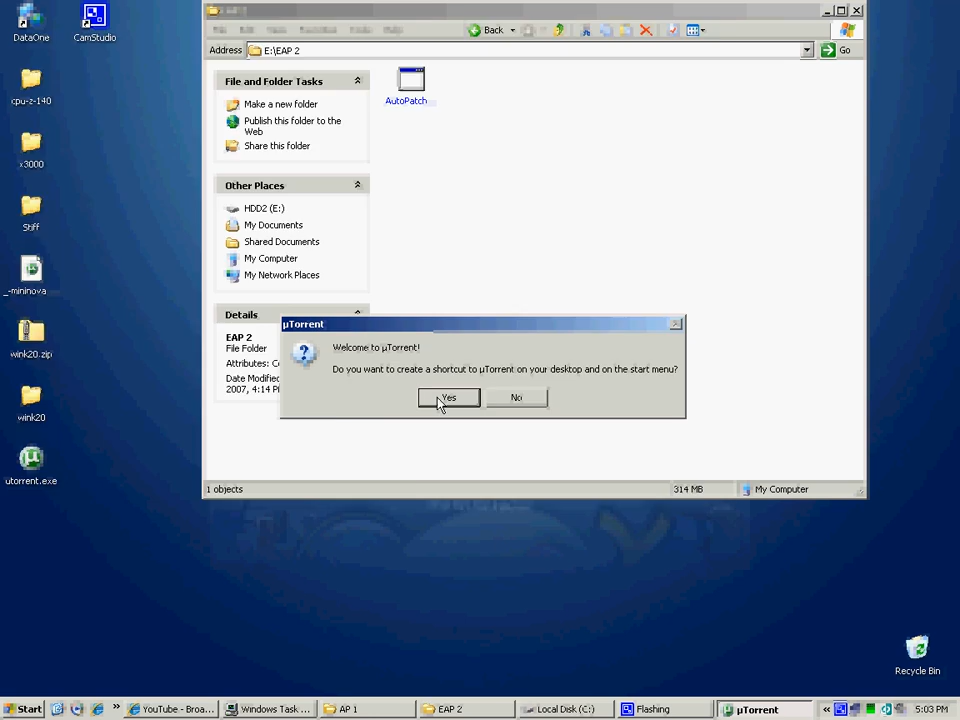 DataOne
CamStudio
cpu-z-140
x3000
Stiff
_-mininova
wink20.zip
wink20
utorrent.exe
Back
Address
E:\EAP 2
Go
File and Folder Tasks
Make a new folder
Publish this folder to the
Web
Share this folder
AutoPatch
Other Places
HDD2 (E:)
My Documents
Shared Documents
My Computer
My Network Places
Details
EAP 2
File Folder
Attributes: C
Date Modified
2007, 4:14 P
µTorrent
Welcome to µTorrent!
Do you want to create a shortcut to µTorrent on your desktop and on the start menu?
Yes
No
1 objects
314 MB
My Computer
Recycle Bin
Start
YouTube - Broa...
Windows Task ...
AP 1
EAP 2
Local Disk (C:)
Flashing
µTorrent
5:03 PM